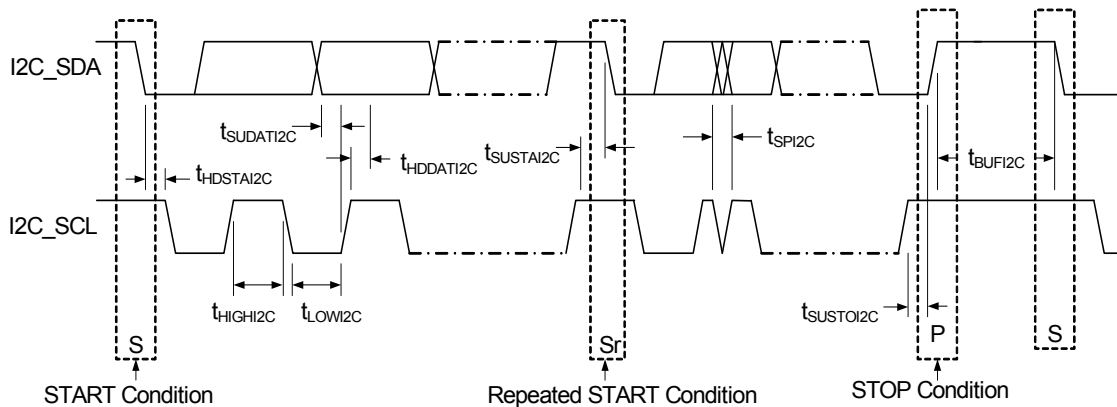 I2C_SDA
tSUDATI2C
tHDDATI2C
tSUSTAI2C
tSPI2C
tBUFI2C
tHDSTAI2C
I2C_SCL
tHIGHI2C
tLOWI2C
tSUSTOI2C
S
Sr
P
S
START Condition
Repeated START Condition
STOP Condition